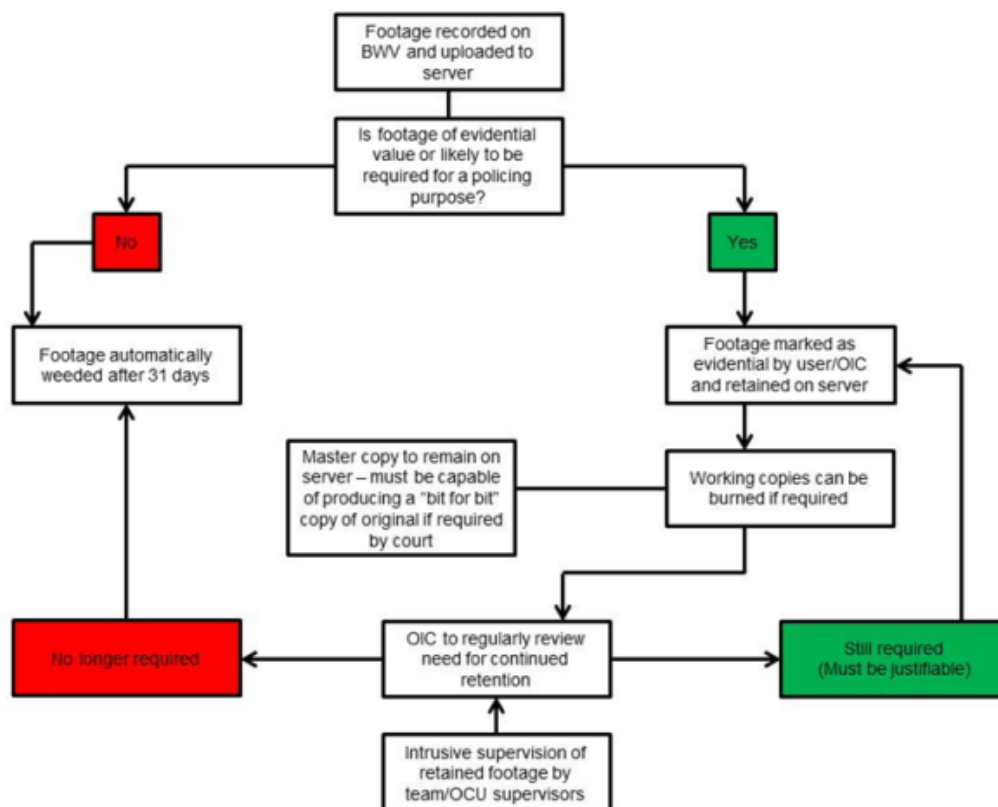 Footage recorded on
BWV and uploaded to
server
Is footage of evidential
value or likely to be
required for a policing
purpose?
No
Yes
Footage automatically
weeded after 31 days
Footage marked as
evidential by user/OIC
and retained on server
Master copy to remain on
server – must be capable
of producing a “bit for bit”
copy of original if required
by court
Working copies can be
burned if required
No longer required
OIC to regularly review
need for continued
retention
Still required
(Must be justifiable)
Intrusive supervision of
retained footage by
team/OCU supervisors